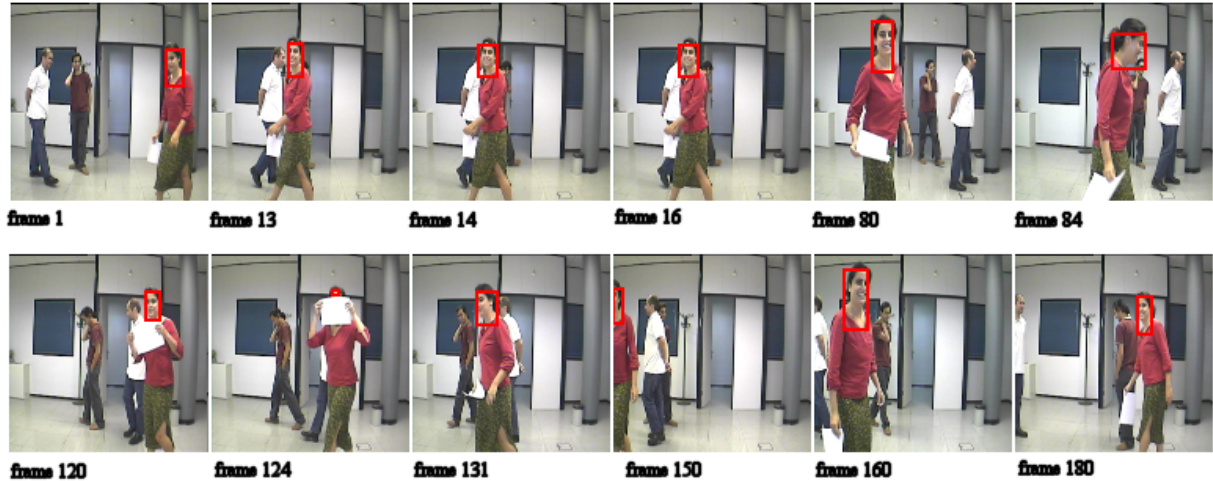 frame 1
frame 13
frame 14
frame 16
frame 80
frame 84
frame 120
frame 124
frame 131
frame 150
frame 160
frame 180